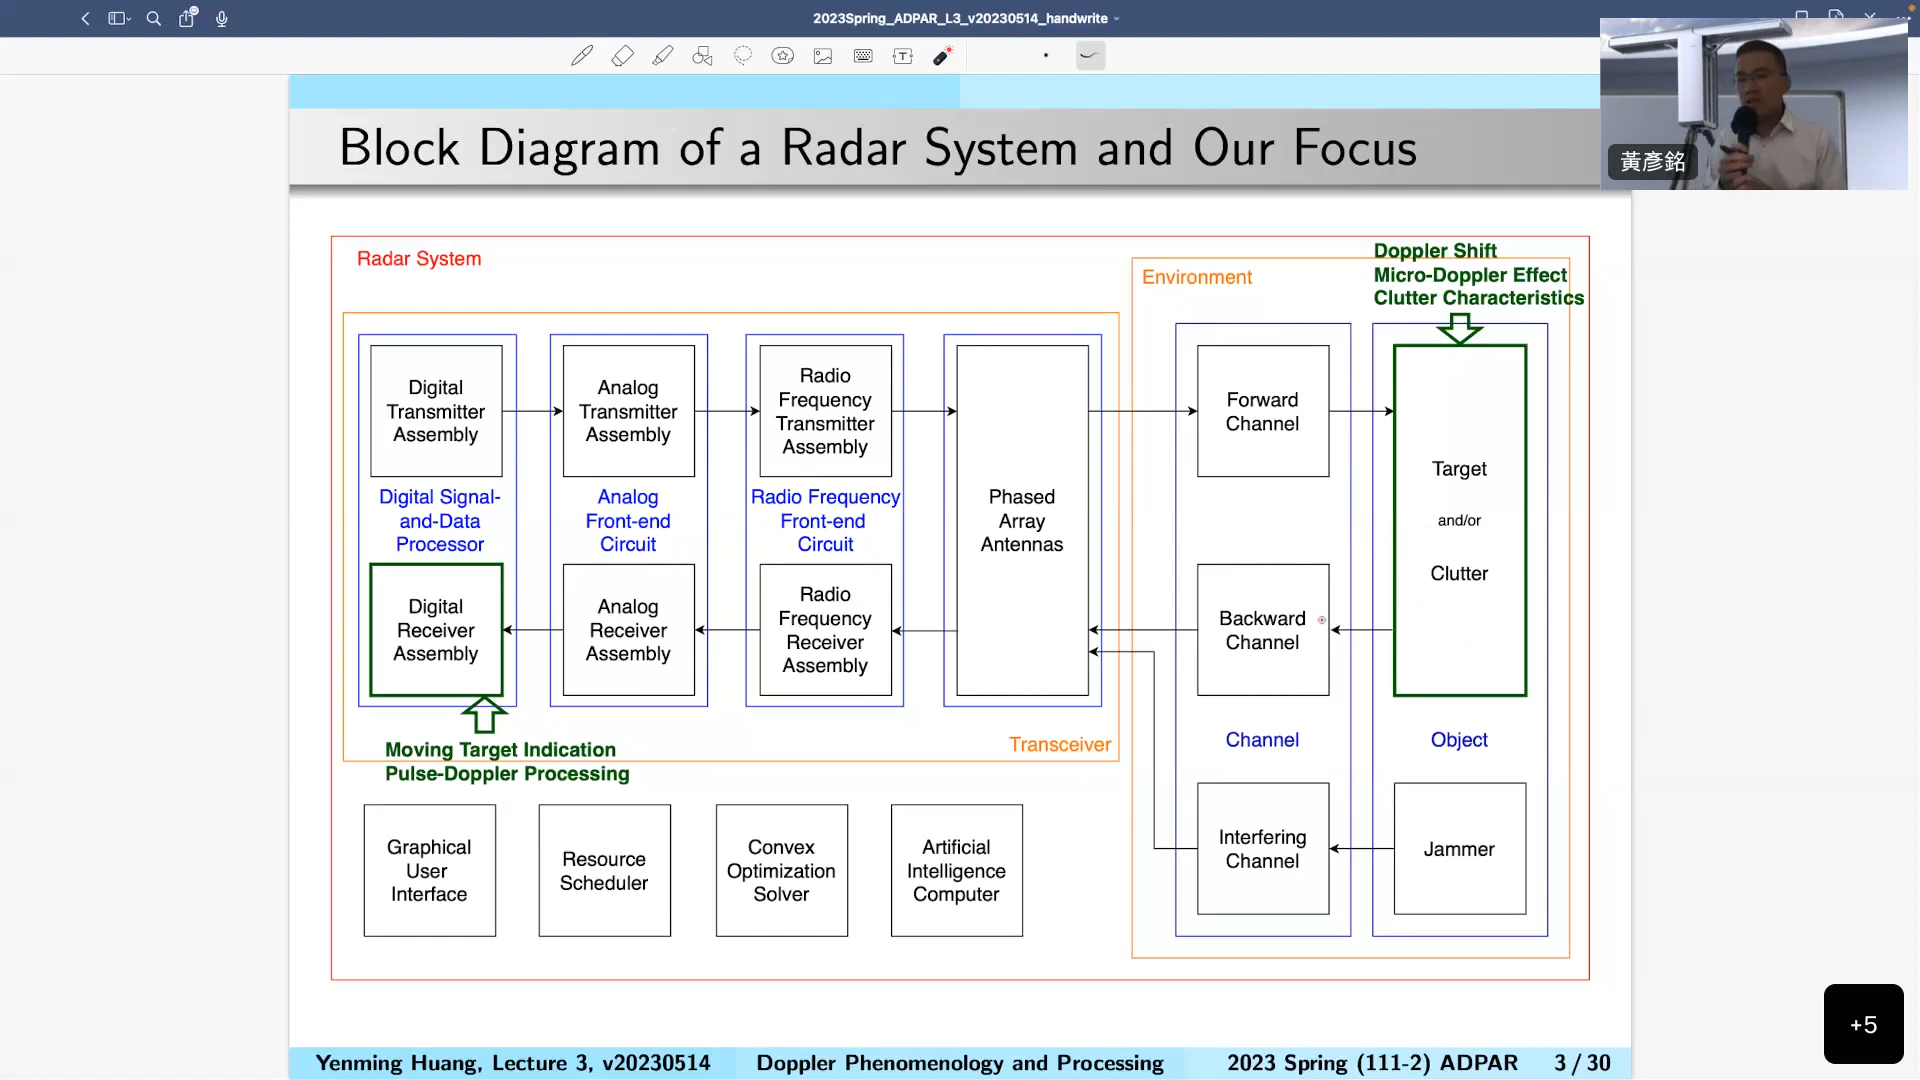 2023Spring_ADPAR_L3_v20230514_handwrite
黃彥銘
Block Diagram of a Radar System and Our Focus
Radar System
Environment
Doppler Shift
Micro-Doppler Effect
Clutter Characteristics
Digital
Transmitter
Assembly
Analog
Transmitter
Assembly
Radio
Frequency
Transmitter
Assembly
Forward
Channel
Target
and/or
Clutter
Digital Signal-
and-Data
Processor
Analog
Front-end
Circuit
Radio Frequency
Front-end
Circuit
Phased
Array
Antennas
Digital
Receiver
Assembly
Analog
Receiver
Assembly
Radio
Frequency
Receiver
Assembly
Backward
Channel
Moving Target Indication
Pulse-Doppler Processing
Transceiver
Channel
Object
Graphical
User
Interface
Resource
Scheduler
Convex
Optimization
Solver
Artificial
Intelligence
Computer
Interfering
Channel
Jammer
+5
Yenming Huang, Lecture 3, v20230514
Doppler Phenomenology and Processing
2023 Spring (111-2) ADPAR
3 / 30